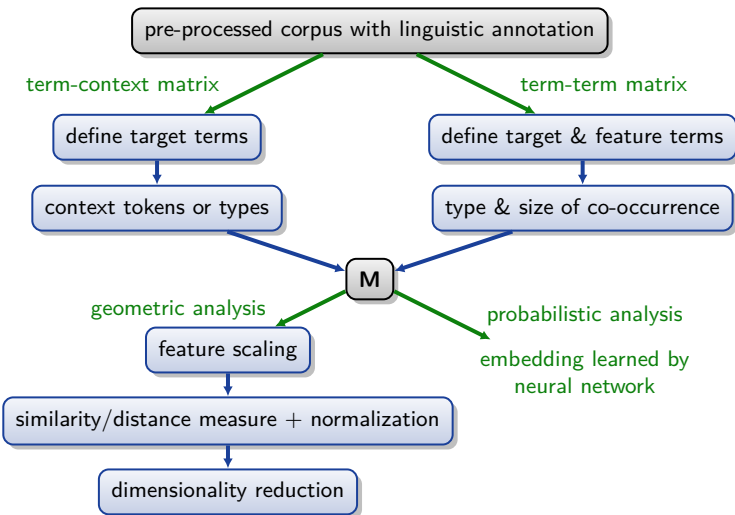 pre-processed corpus with linguistic annotation
term-context matrix
term-term matrix
define target terms
define target & feature terms
context tokens or types
type & size of co-occurrence
M
geometric analysis
probabilistic analysis
feature scaling
embedding learned by
neural network
similarity/distance measure + normalization
dimensionality reduction